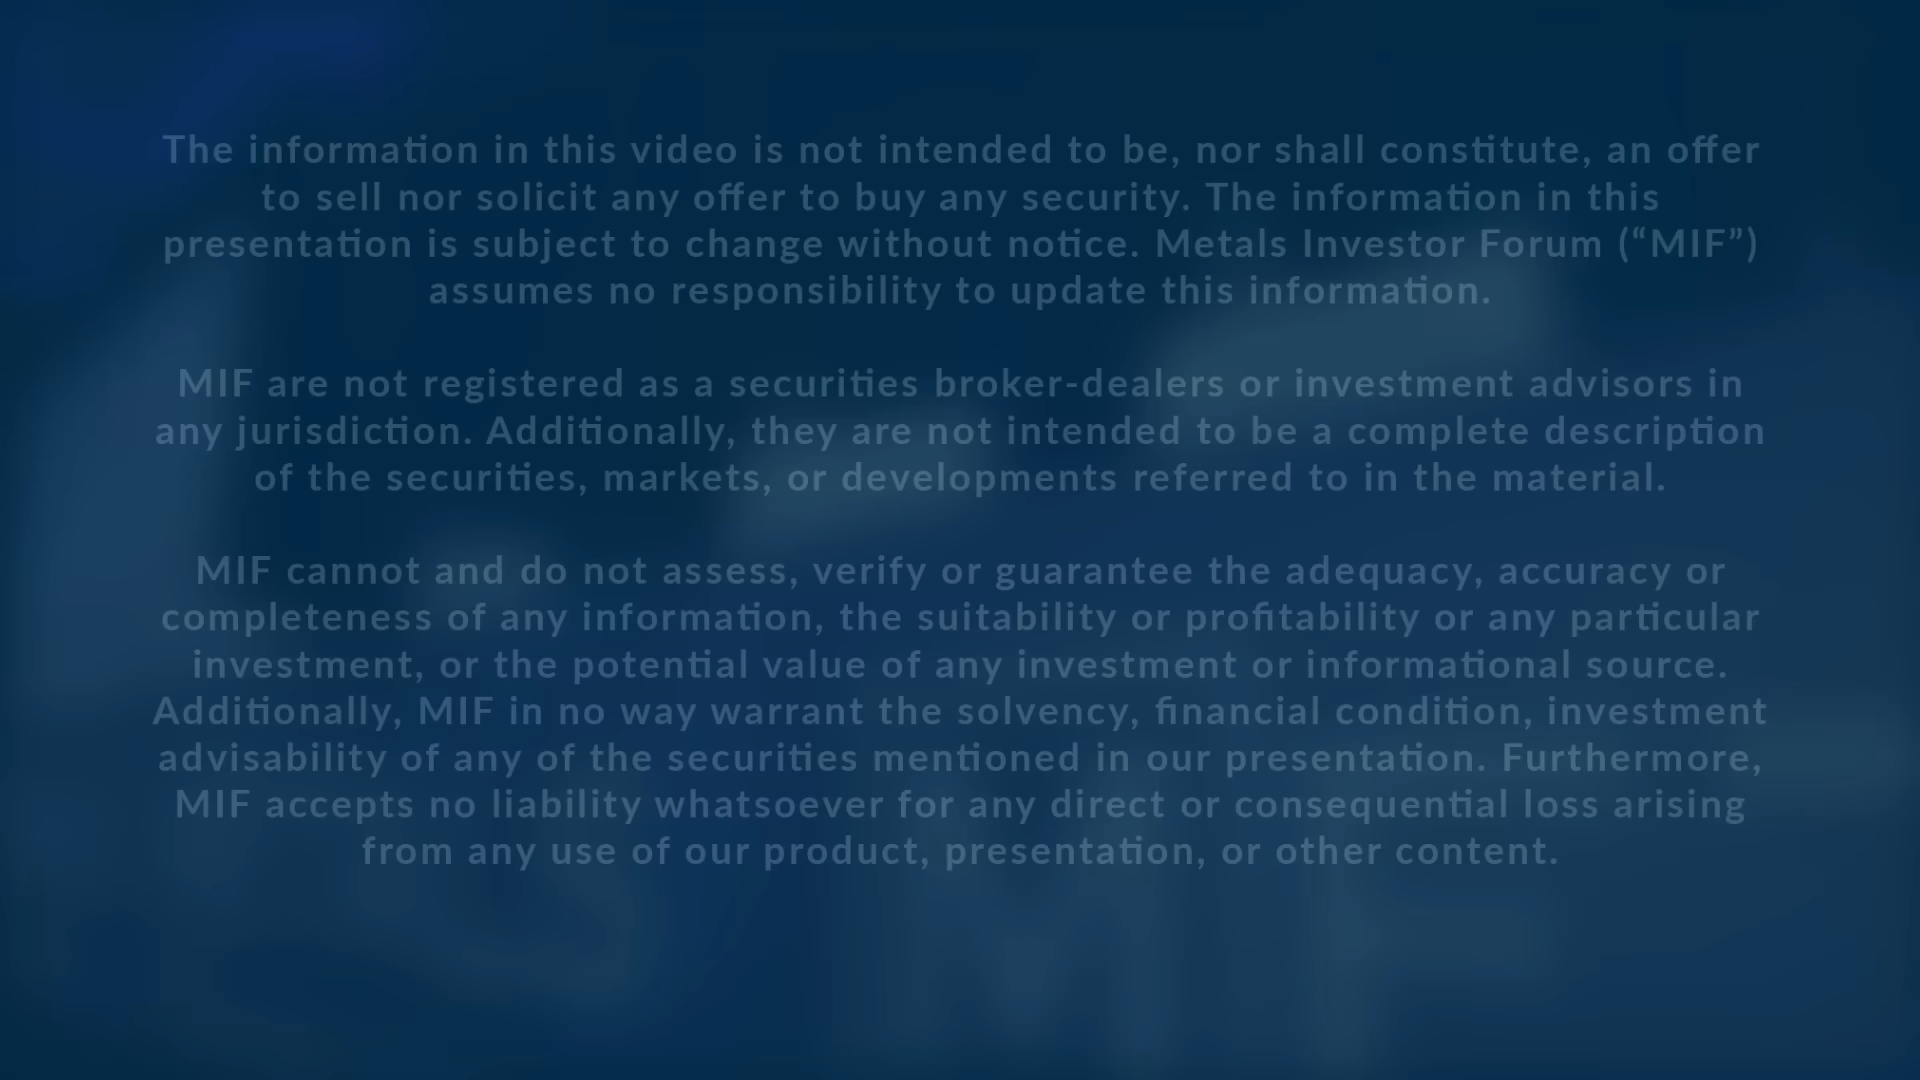 The information in this video is not intended to be, nor shall constitute, an offer
to sell nor solicit any offer to buy any security. The information in this
presentation is subject to change without notice. Metals Investor Forum (“MIF”)
assumes no responsibility to update this information.
MIF are not registered as a securities broker-dealers or investment advisors in
any jurisdiction. Additionally, they are not intended to be a complete description
of the securities, markets, or developments referred to in the material.
MIF cannot and do not assess, verify or guarantee the adequacy, accuracy or
completeness of any information, the suitability or profitability or any particular
investment, or the potential value of any investment or informational source.
Additionally, MIF in no way warrant the solvency, financial condition, investment
advisability of any of the securities mentioned in our presentation. Furthermore,
MIF accepts no liability whatsoever for any direct or consequential loss arising
from any use of our product, presentation, or other content.